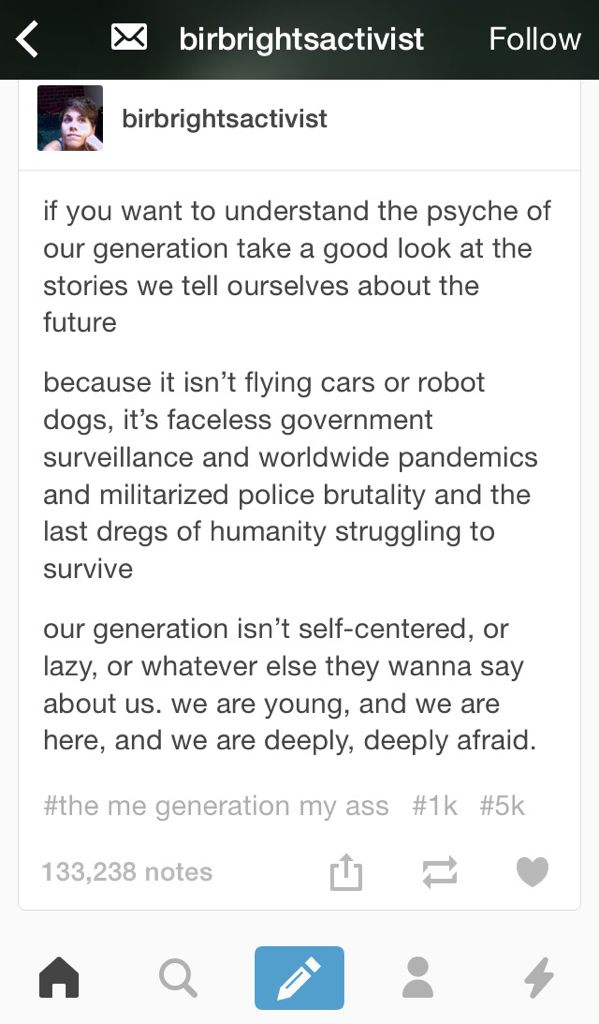 birbrightsactivist Follow
birbrightsactivist
if you want to understand the psyche of
our generation take a good look at the
stories we tell ourselves about the
future
because it isn’t flying cars or robot
dogs, it’s faceless government
surveillance and worldwide pandemics
and militarized police brutality and the
last dregs of humanity struggling to
survive
our generation isn’t self-centered, or
lazy, or whatever else they wanna say
about us. we are young, and we are
here, and we are deeply, deeply afraid.
#the me generation my ass #1k #5k
133,238 notes